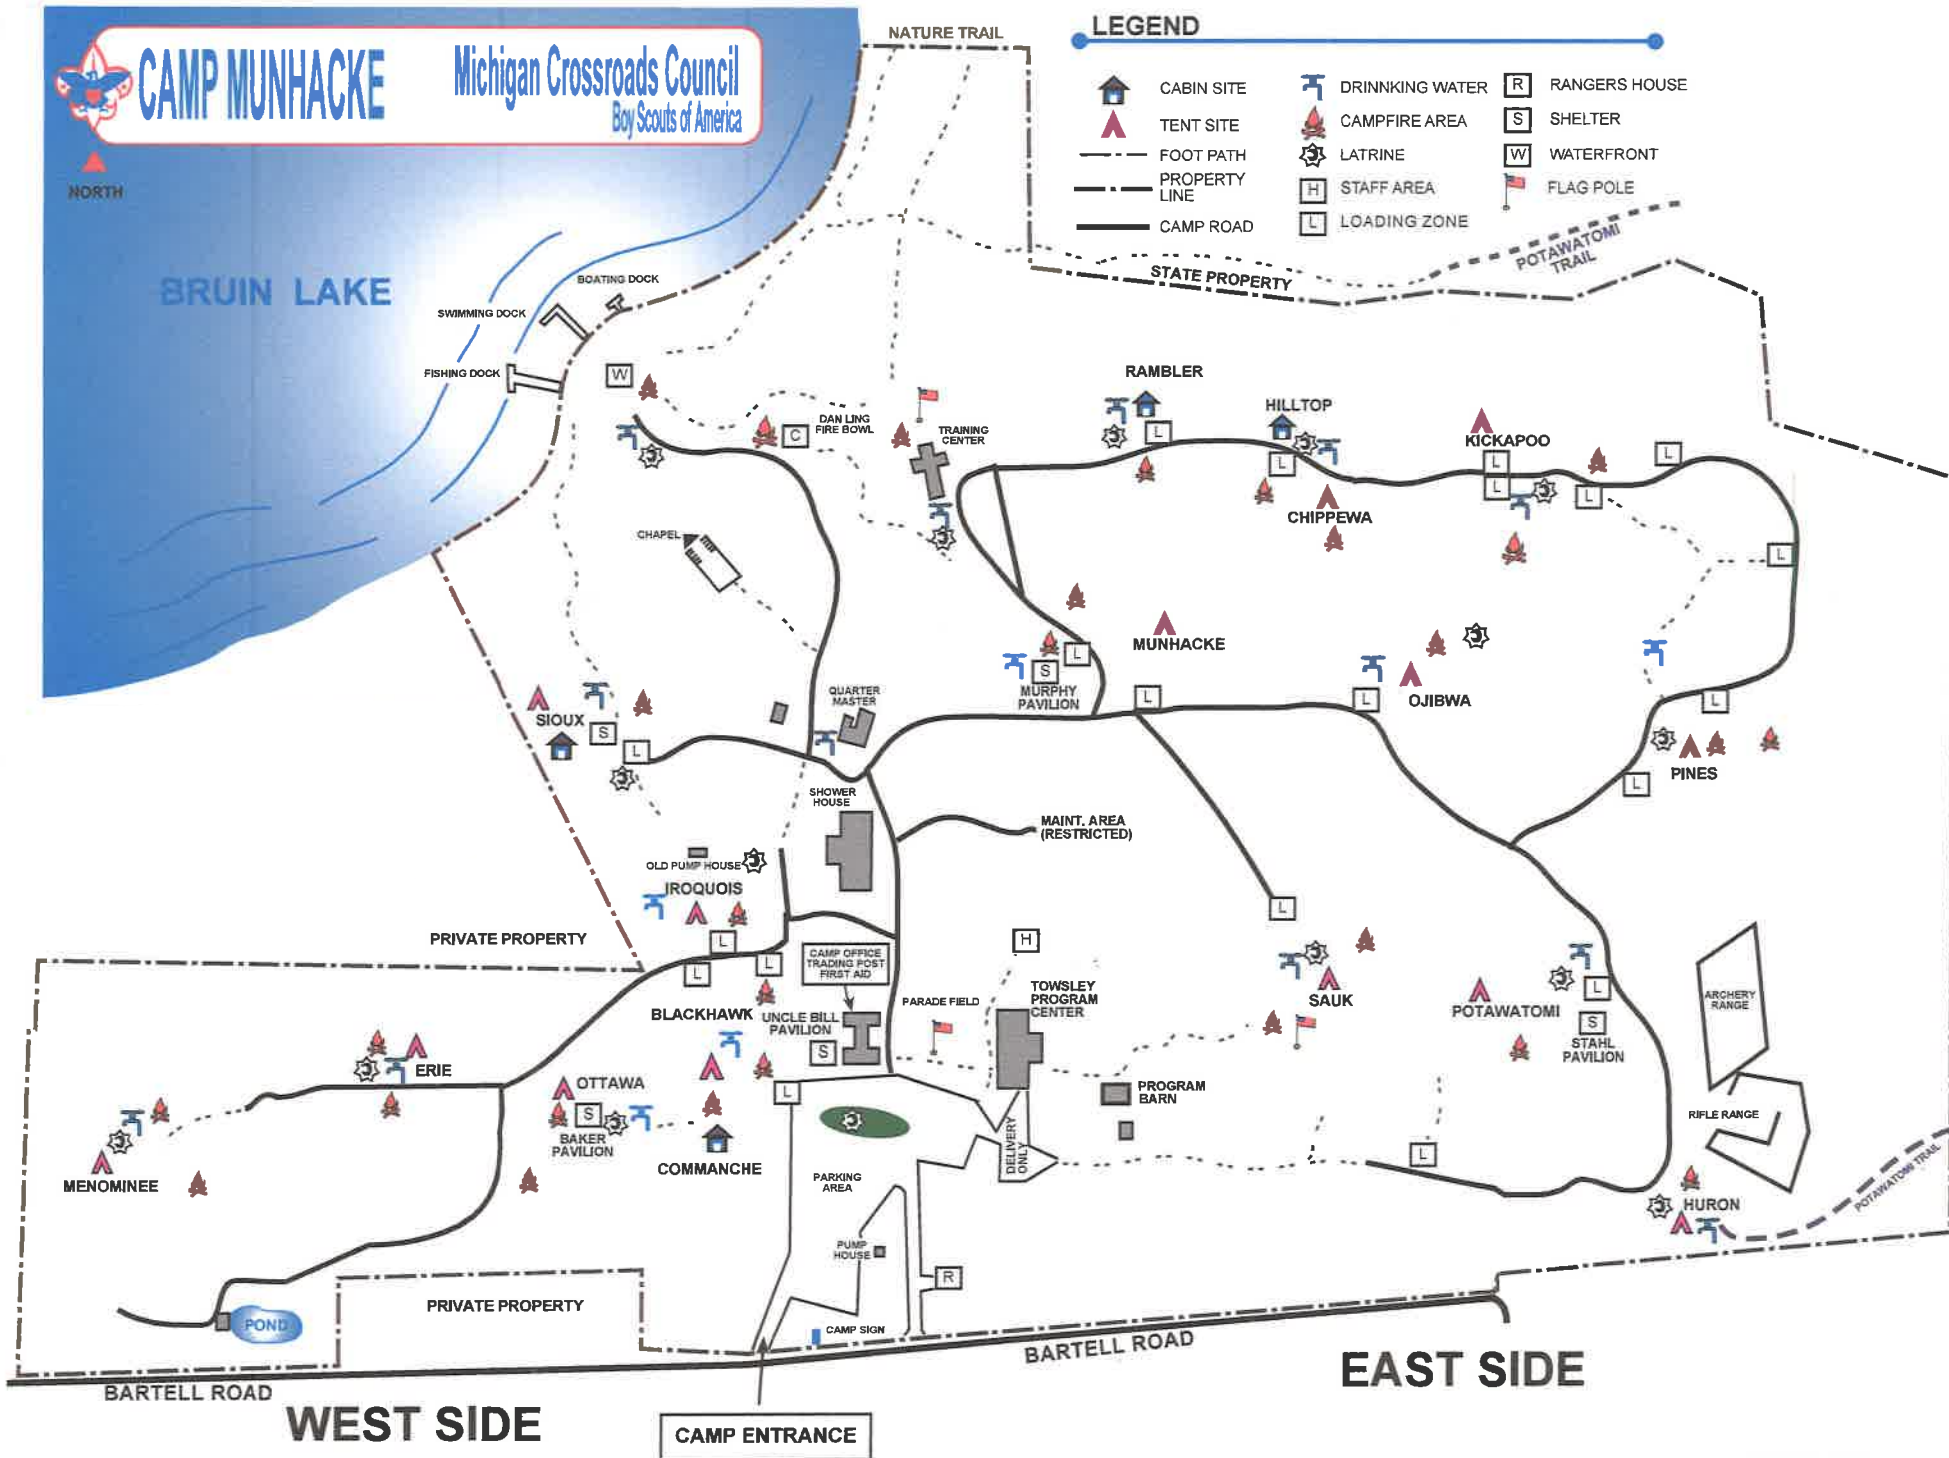 CAMP MUNHACKE
Michigan Crossroads Council
Boy Scouts of America
NORTH
NATURE TRAIL
LEGEND
CABIN SITE
TENT SITE
FOOT PATH
PROPERTY
LINE
CAMP ROAD
DRINNKING WATER
CAMPFIRE AREA
LATRINE
H STAFF AREA
L LOADING ZONE
R RANGERS HOUSE
S SHELTER
W WATERFRONT
FLAG POLE
POTAWATOMI
TRAIL
STATE PROPERTY
BRUIN LAKE
BOATING DOCK
SWIMMING DOCK
FISHING DOCK
W
C
DAN LING
FIRE BOWL
TRAINING
CENTER
RAMBLER
L
HILLTOP
L
KICKAPOO
L
L
L
L
CHIPPEWA
L
CHAPEL
MUNHACKE
L
S
MURPHY
PAVILION
L
L
OJIBWA
L
PINES
L
SIOUX
S
L
QUARTER
MASTER
SHOWER
HOUSE
MAINT. AREA
(RESTRICTED)
OLD PUMP HOUSE
IROQUOIS
L
L
L
L
PRIVATE PROPERTY
CAMP OFFICE
TRADING POST
FIRST AID
H
PARADE FIELD
TOWSLEY
PROGRAM
CENTER
BLACKHAWK
UNCLE BILL
PAVILION
S
SAUK
POTAWATOMI
L
S
STAHL
PAVILION
ARCHERY
RANGE
ERIE
OTTAWA
S
BAKER
PAVILION
L
PROGRAM
BARN
RIFLE RANGE
DELIVERY
ONLY
COMMANCHE
MENOMINEE
PARKING
AREA
L
HURON
POTAWATOMI TRAIL
PUMP
HOUSE
R
PRIVATE PROPERTY
POND
CAMP SIGN
BARTELL ROAD
BARTELL ROAD
EAST SIDE
WEST SIDE
CAMP ENTRANCE